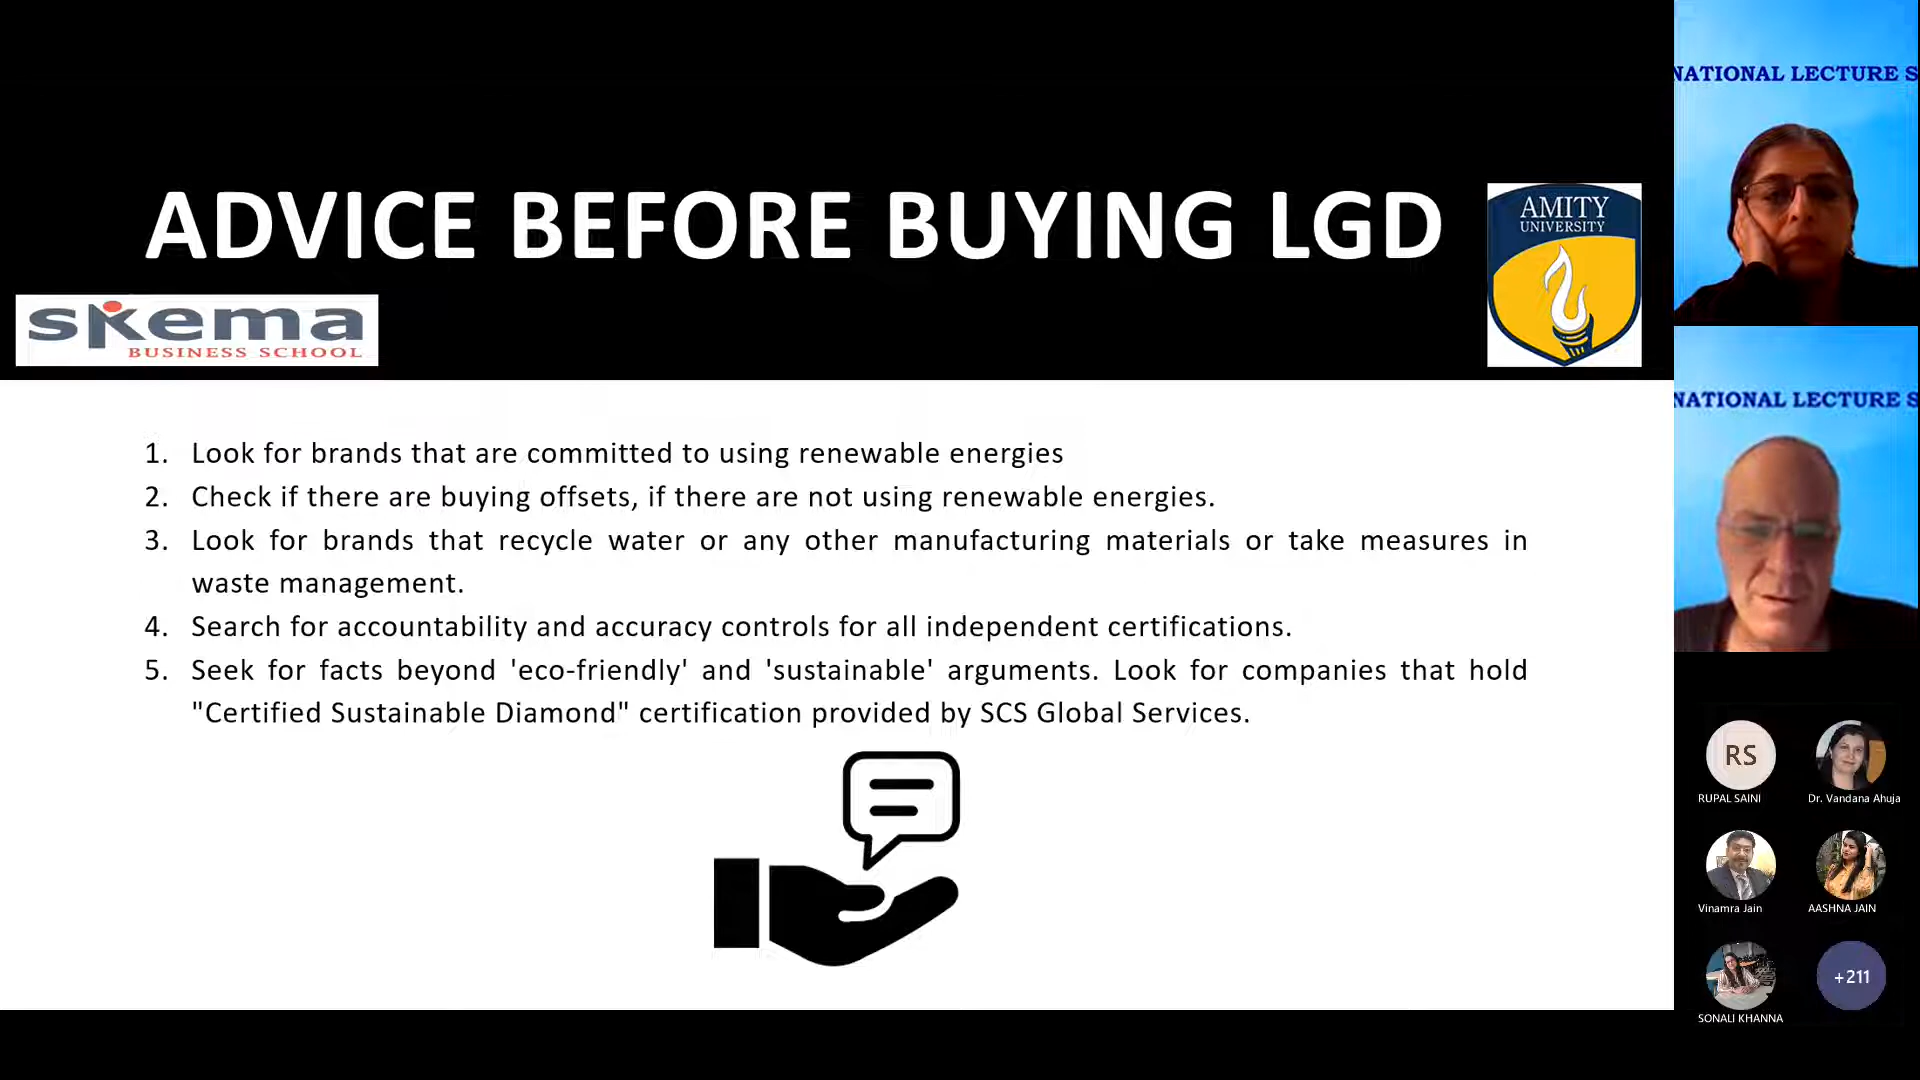 NATIONAL LECTURE S
ADVICE BEFORE BUYING LGD
AMITY
UNIVERSITY
skema
BUSINESS SCHOOL
NATIONAL LECTURE S
1. Look for brands that are committed to using renewable energies
2. Check if there are buying offsets, if there are not using renewable energies.
3. Look for brands that recycle water or any other manufacturing materials or take measures in
waste management.
4. Search for accountability and accuracy controls for all independent certifications.
5. Seek for facts beyond 'eco-friendly' and 'sustainable' arguments. Look for companies that hold
"Certified Sustainable Diamond" certification provided by SCS Global Services.
RS
RUPAL SAINI
Dr. Vandana Ahuja
Vinamra Jain
AASHNA JAIN
+211
SONALI KHANNA